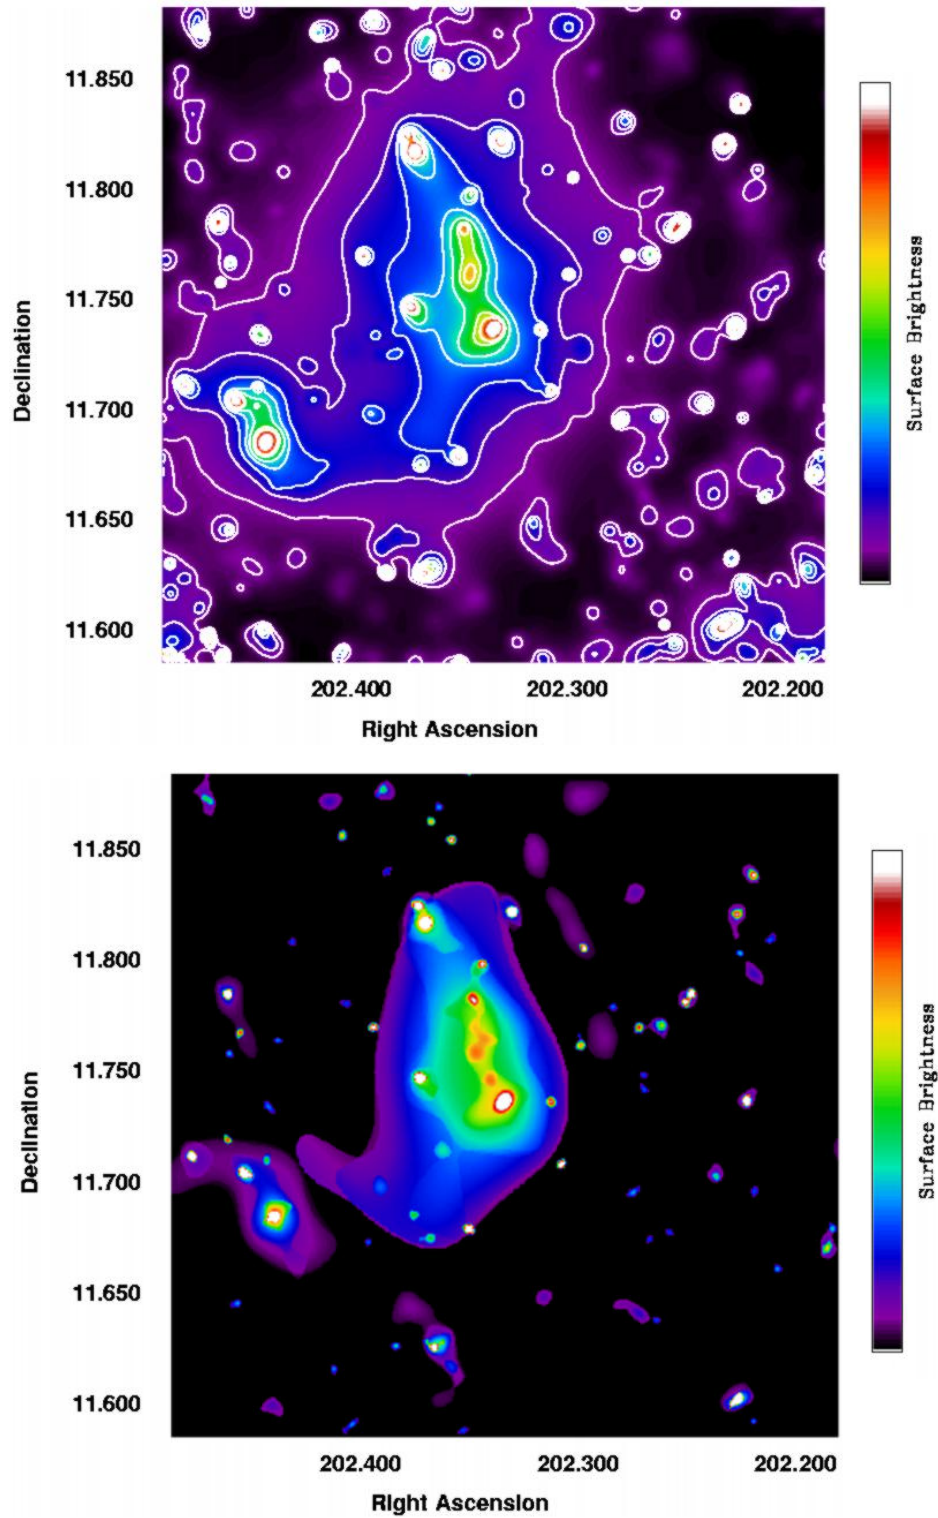 11.850
11.800
11.750
11.700
11.650
11.600
Declination
Surface Brightness
202.400 202.300 202.200
Right Ascension
11.850
11.800
11.750
11.700
11.650
11.600
Declination
Surface Brightness
202.400 202.300 202.200
Right Ascension